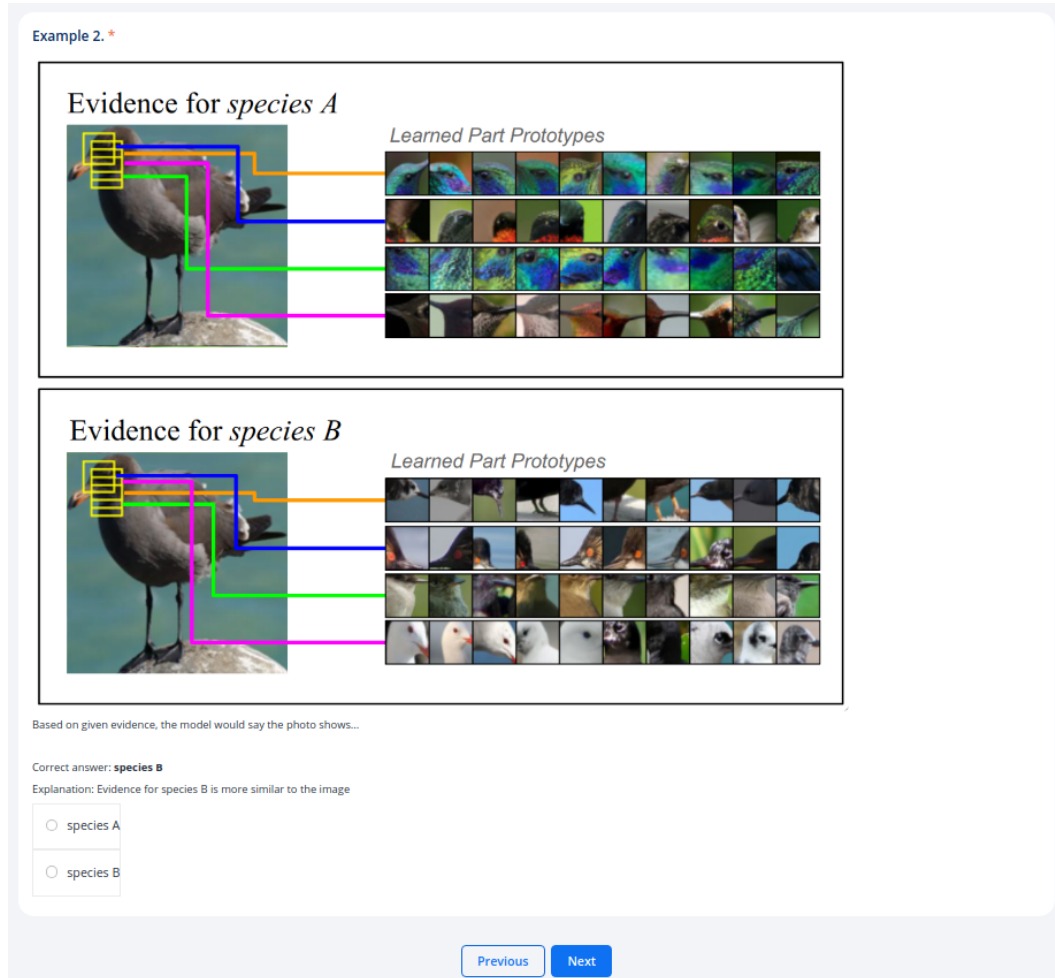 Example 2. *
Evidence for species A
Learned Part Prototypes
Evidence for species B
Learned Part Prototypes
Based on given evidence, the model would say the photo shows...
Correct answer: species B
Explanation: Evidence for species B is more similar to the image
species A
species B
Previous
Next